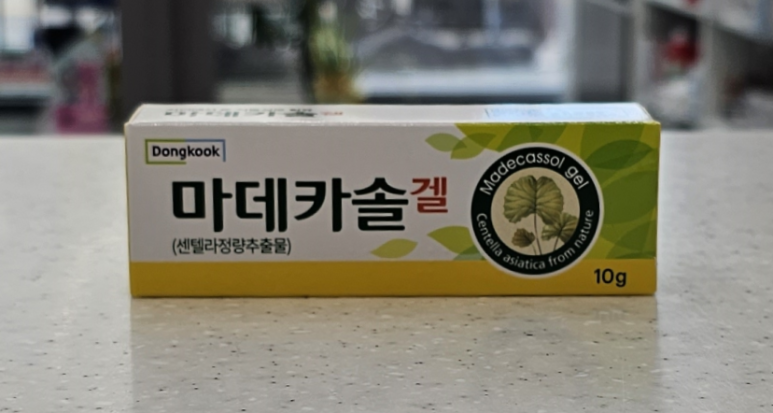 Dongkook
마데카솔겔
(센텔라정량추출물)
Madecassol gel
Centella asiatica from nature
10g